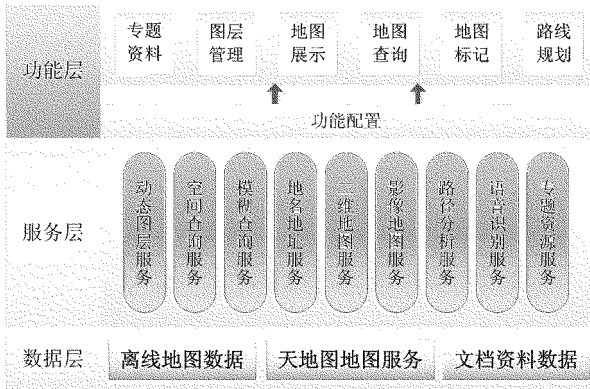 功能层
专题
资料
图层
管理
地图
展示
地图
查询
地图
标记
路线
规划
功能配置
服务层
动态图层服务
空间查询服务
模糊查询服务
地名地址服务
二维地图服务
影像地图服务
路径分析服务
语音识别服务
专题资源服务
数据层
离线地图数据
天地图地图服务
文档资料数据